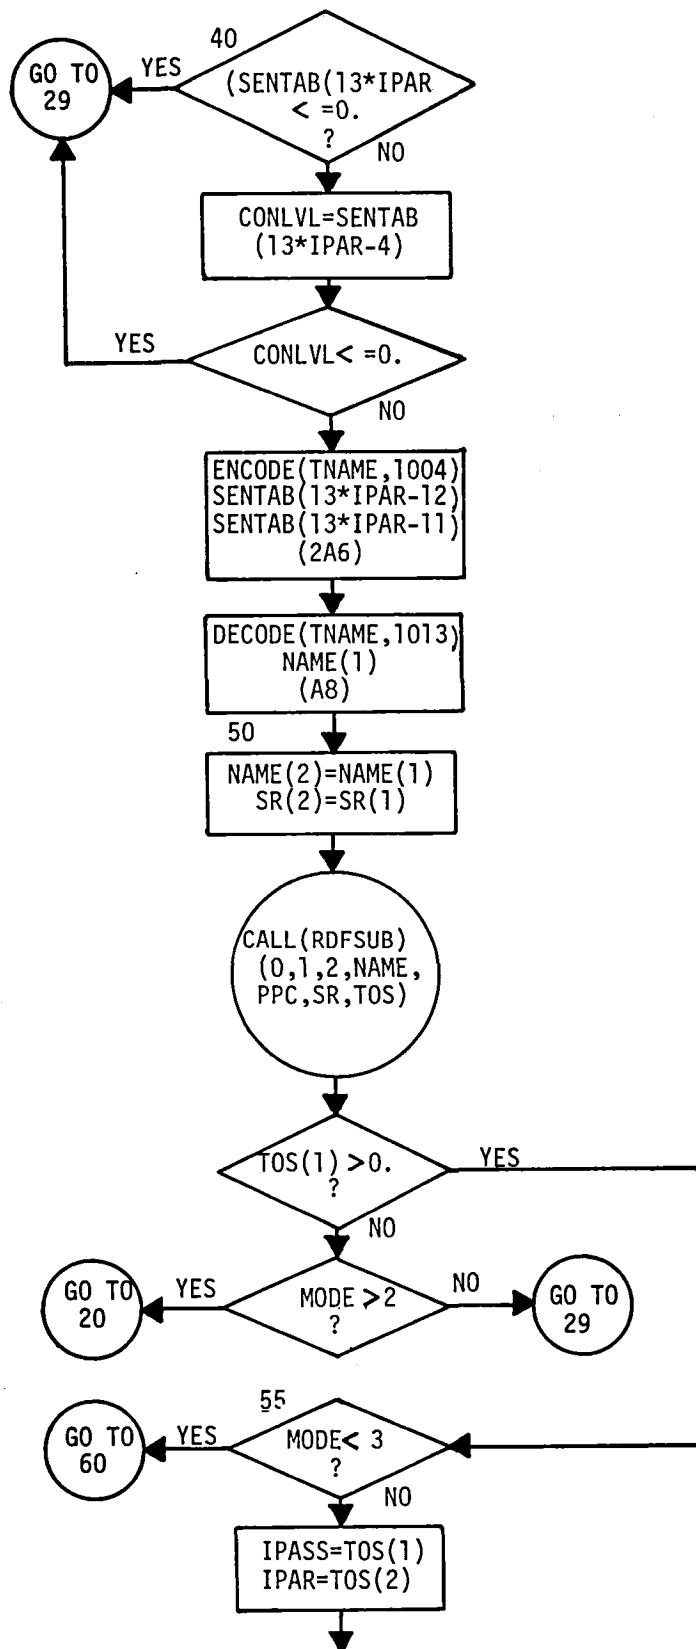 40
(SENTAB(13*IPAR
< =0.
?
YES
GO TO
29
NO
CONLVL=SENTAB
(13*IPAR-4)
YES
CONLVL< =0.
NO
ENCODE(TNAME,1004)
SENTAB(13*IPAR-12)
SENTAB(13*IPAR-11)
(2A6)
DECODE(TNAME,1013)
NAME(1)
(A8)
50
NAME(2)=NAME(1)
SR(2)=SR(1)
CALL(RDFSUB)
(0,1,2,NAME,
PPC,SR,TOS)
TOS(1)>0.
?
YES
NO
GO TO
20
YES
MODE >2
?
NO
GO TO
29
55
GO TO
60
YES
MODE< 3
?
NO
IPASS=TOS(1)
IPAR=TOS(2)